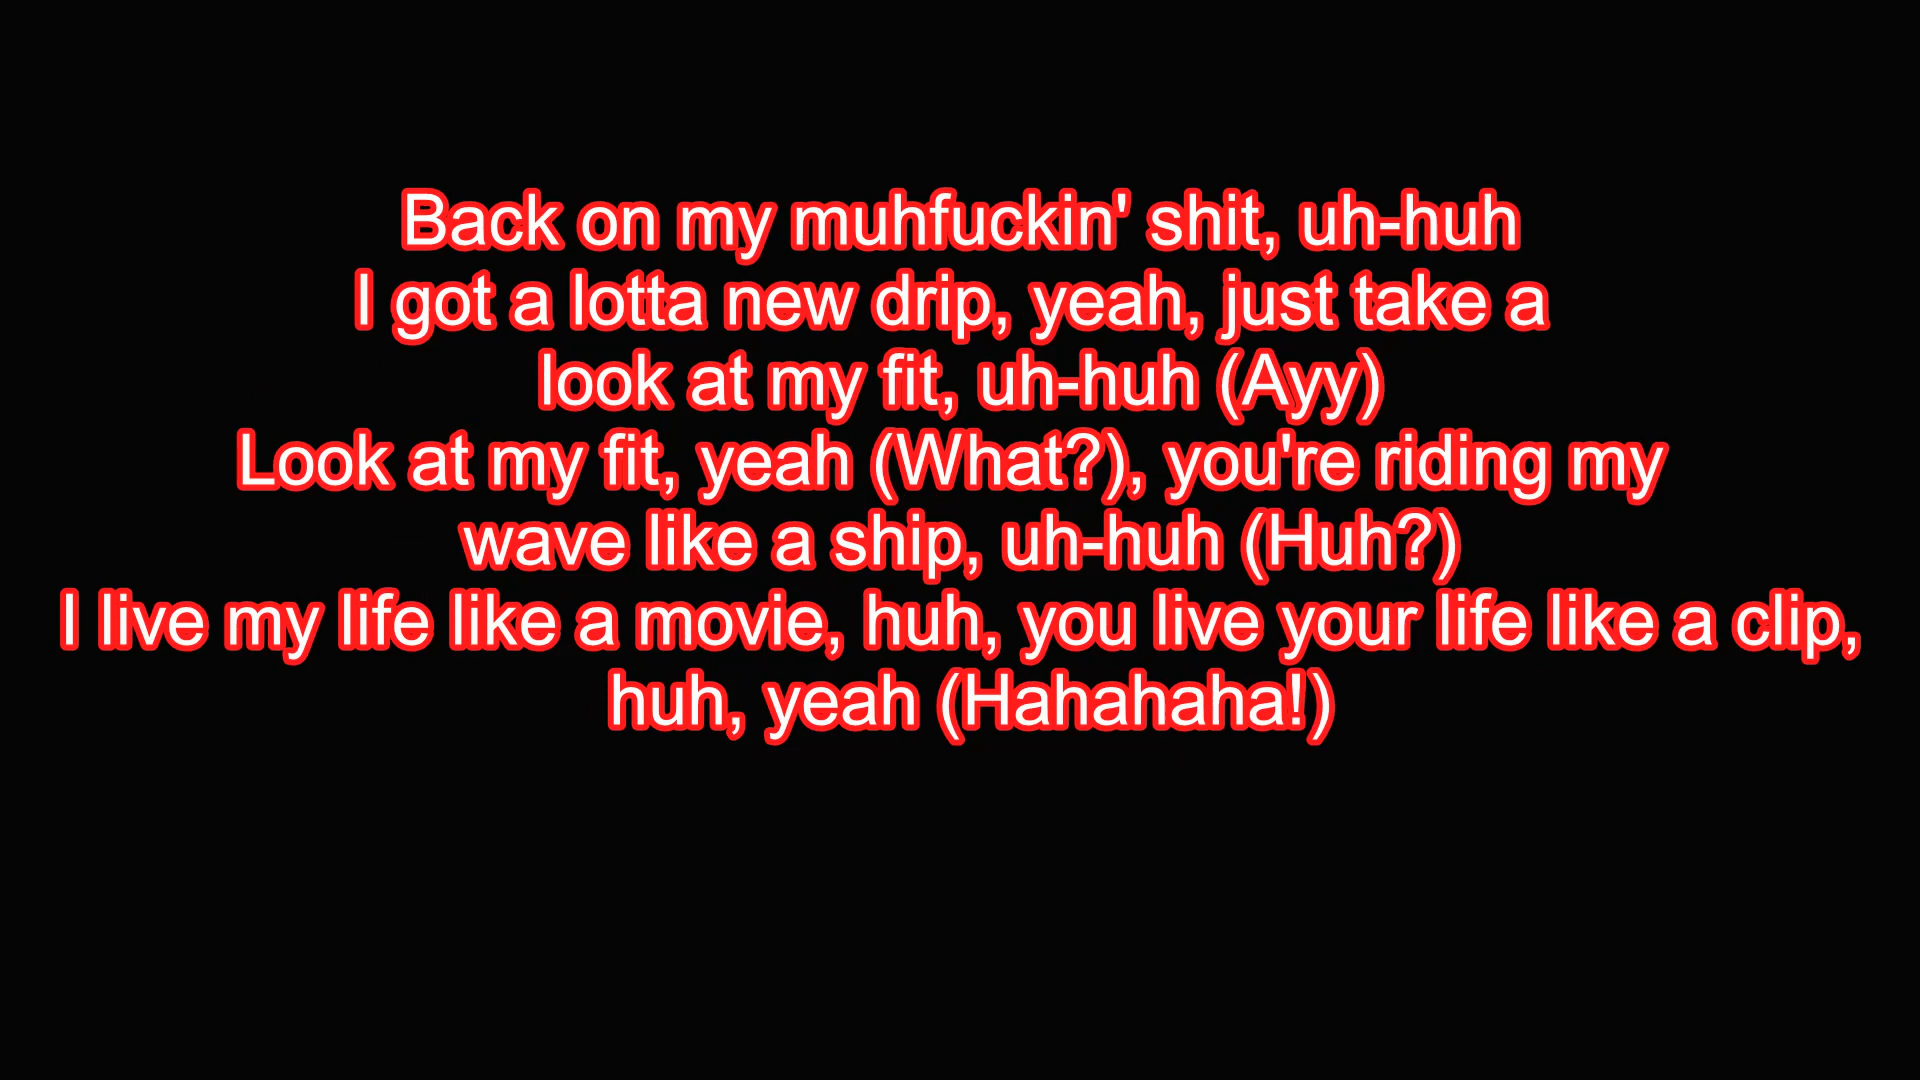 Back on my muhfuckin' shit, uh-huh
I got a lotta new drip, yeah, just take a
look at my fit, uh-huh (Ayy)
Look at my fit, yeah (What?), you're riding my
wave like a ship, uh-huh (Huh?)
I live my life like a movie, huh, you live your life like a clip,
huh, yeah (Hahahaha!)